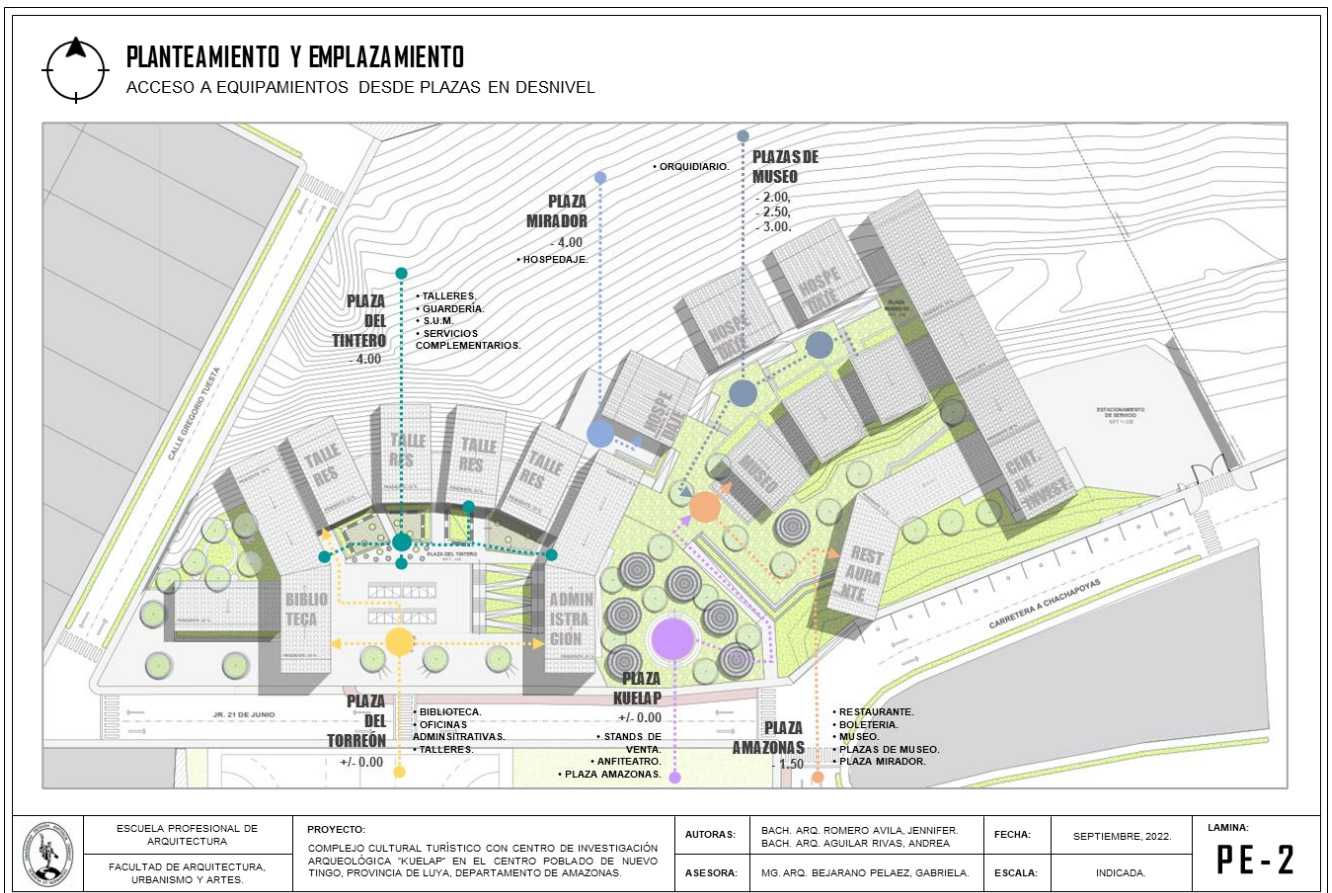 PLANTEAMIENTO Y EMPLAZAMIENTO
ACCESO A EQUIPAMIENTOS DESDE PLAZAS EN DESNIVEL
• ORQUIDIARIO.
PLAZAS DE
MUSEO
- 2.00,
- 2.50,
- 3.00.
PLAZA
MIRADOR
- 4.00
• HOSPEDAJE.
PLAZA
DEL
TINTERO
- 4.00
• TALLERES.
• GUARDERÍA.
• S.U.M.
• SERVICIOS
COMPLEMENTARIOS.
CALLE GREGORIO TUESTA
HOSPE
DAJE
HOSPE
DAJE
HOSPE
DAJE
TALLE
RES
TALLE
RES
TALLE
RES
TALLE
RES
MUSEO
ESTACIONAMIENTO
DE SERVICIO
CENT.
DE
INVEST.
PLAZA DEL TINTERO
BIBLIO
TECA
ADMIN
ISTRA
CIÓN
REST
AURA
NTE
CARRETERA A CHACHAPOYAS
JR. 21 DE JUNIO
PLAZA
DEL
TORREÓN
+/- 0.00
• BIBLIOTECA.
• OFICINAS
ADMINSITRATIVAS.
• TALLERES.
PLAZA
KUELAP
+/- 0.00
• STANDS DE
VENTA.
• ANFITEATRO.
• PLAZA AMAZONAS.
PLAZA
AMAZONAS
- 1.50
• RESTAURANTE.
• BOLETERIA.
• MUSEO.
• PLAZAS DE MUSEO.
• PLAZA MIRADOR.
ESCUELA PROFESIONAL DE
ARQUITECTURA
FACULTAD DE ARQUITECTURA,
URBANISMO Y ARTES.
PROYECTO:
COMPLEJO CULTURAL TURÍSTICO CON CENTRO DE INVESTIGACIÓN
ARQUEOLÓGICA "KUELAP" EN EL CENTRO POBLADO DE NUEVO
TINGO, PROVINCIA DE LUYA, DEPARTAMENTO DE AMAZONAS.
AUTORAS:
BACH. ARQ. ROMERO AVILA, JENNIFER.
BACH. ARQ. AGUILAR RIVAS, ANDREA
ASESORA:
MG. ARQ. BEJARANO PELAEZ, GABRIELA.
FECHA:
SEPTIEMBRE, 2022.
ESCALA:
INDICADA.
LAMINA:
PE-2